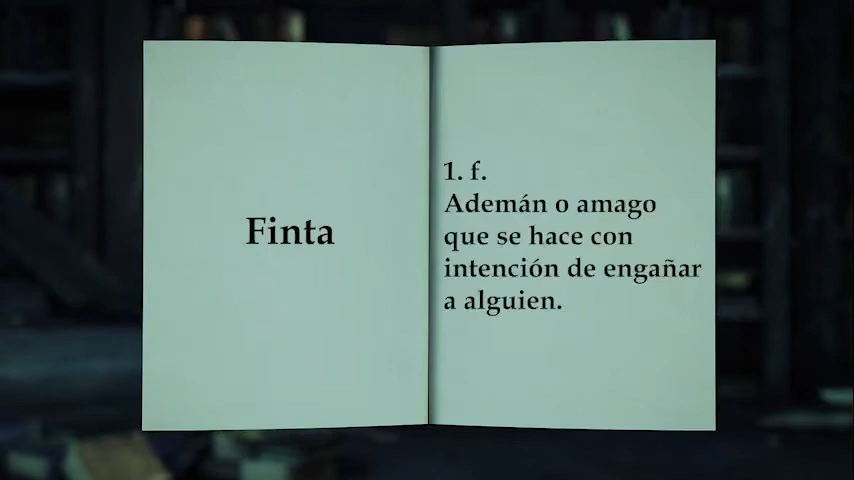 Finta
1. f.
Ademán o amago
que se hace con
intención de engañar
a alguien.